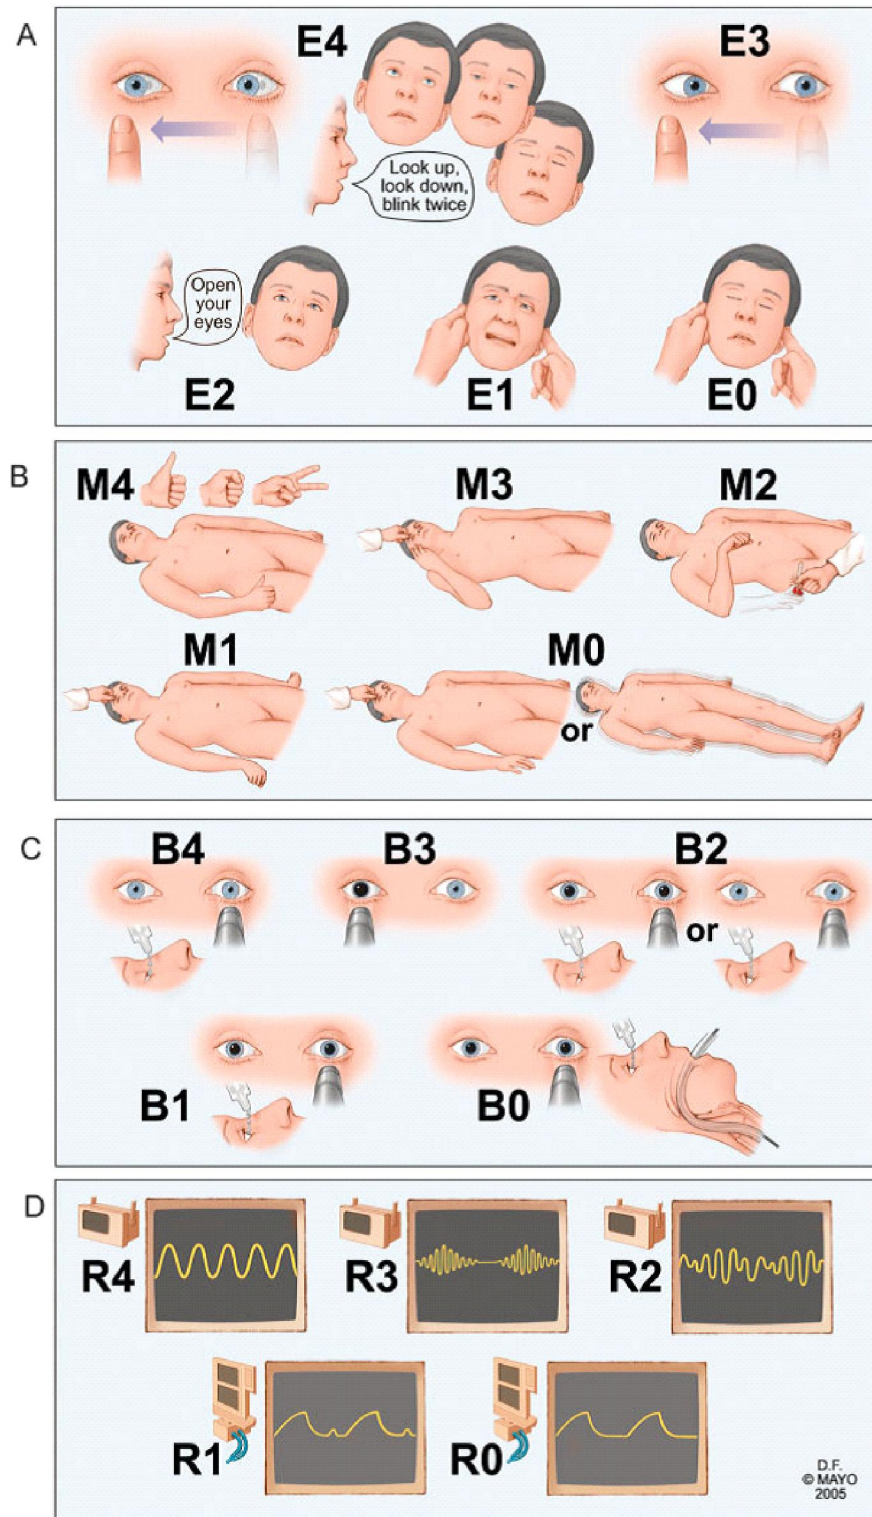 A
E4
E3
Look up,
look down,
blink twice
Open
your
eyes
E2
E1
E0
B
M4
M3
M2
M1
M0
or
C
B4
B3
B2
or
B1
B0
D
R4
R3
R2
R1
R0
D.F.
© MAYO
2005